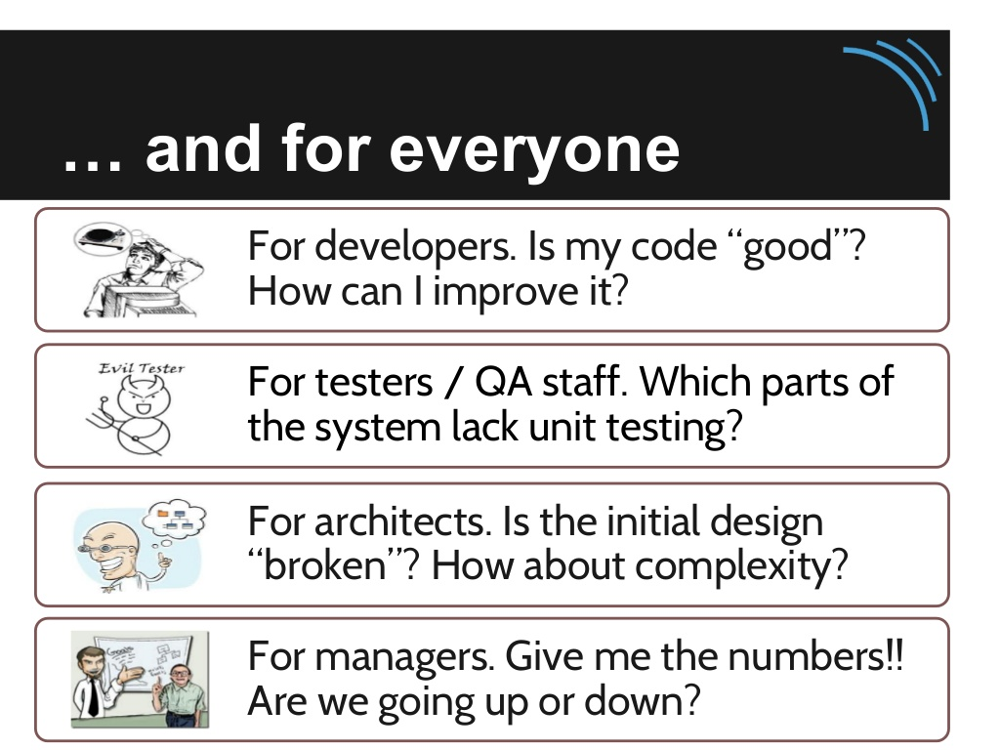 … and for everyone
For developers. Is my code “good”?
How can I improve it?
Evil Tester
For testers / QA staff. Which parts of
the system lack unit testing?
For architects. Is the initial design
“broken”? How about complexity?
For managers. Give me the numbers!!
Are we going up or down?